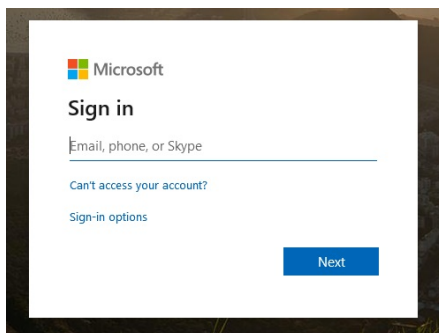 Microsoft
Sign in
Email, phone, or Skype
Can't access your account?
Sign-in options
Next